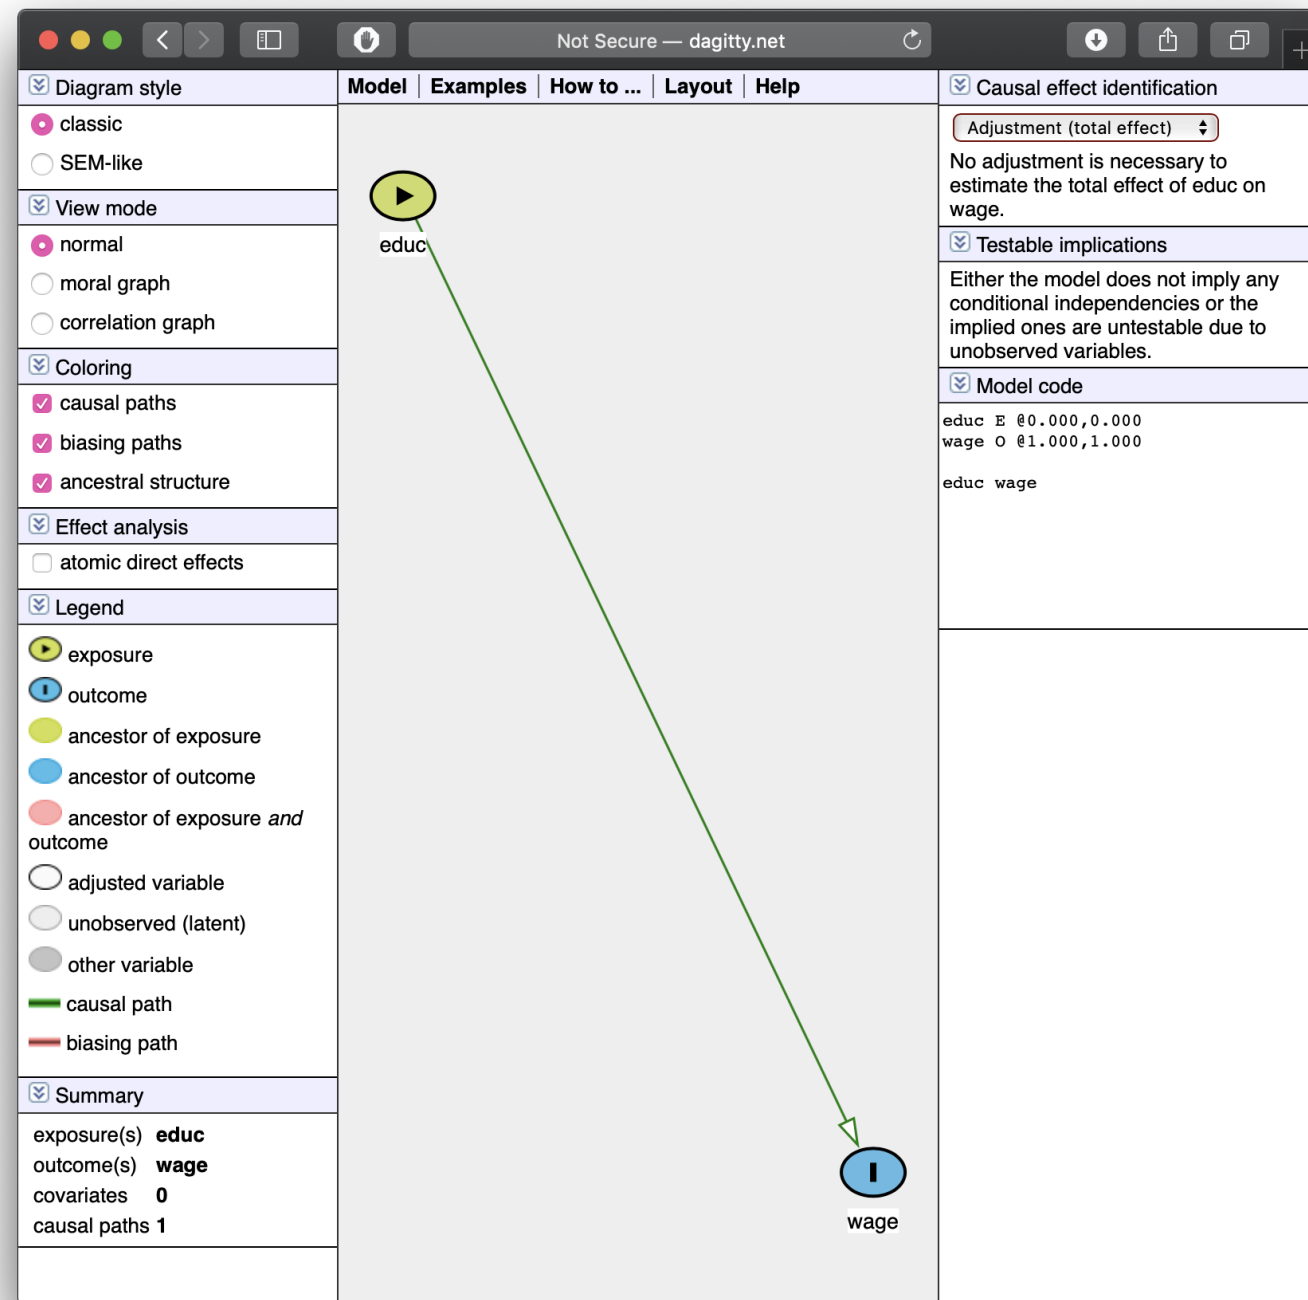 Not Secure — dagitty.net
Diagram style
classic
SEM-like
View mode
normal
moral graph
correlation graph
Coloring
causal paths
biasing paths
ancestral structure
Effect analysis
atomic direct effects
Legend
exposure
outcome
ancestor of exposure
ancestor of outcome
ancestor of exposure and
outcome
adjusted variable
unobserved (latent)
other variable
causal path
biasing path
Summary
exposure(s) educ
outcome(s) wage
covariates 0
causal paths 1
Model | Examples | How to ... | Layout | Help
educ
wage
Causal effect identification
Adjustment (total effect)
No adjustment is necessary to
estimate the total effect of educ on
wage.
Testable implications
Either the model does not imply any
conditional independencies or the
implied ones are untestable due to
unobserved variables.
Model code
educ E @0.000,0.000
wage O @1.000,1.000
educ wage